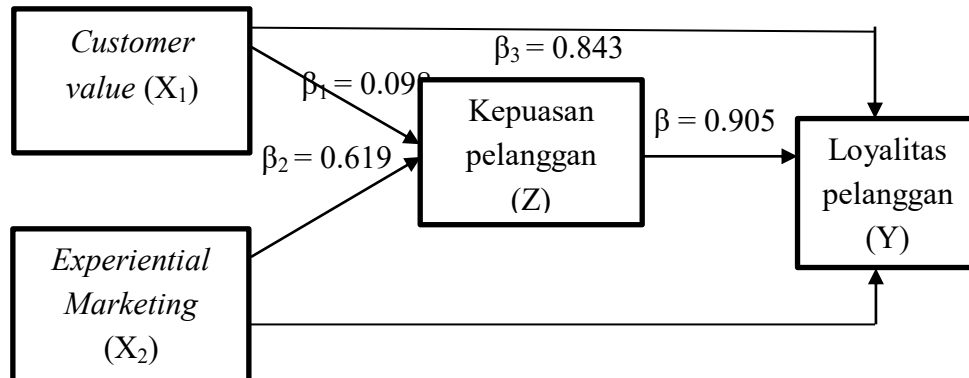 Customer
value (X₁)
β₃ = 0.843
β₁ = 0.098
β₂ = 0.619
Kepuasan
pelanggan
(Z)
β = 0.905
Loyalitas
pelanggan
(Y)
Experiential
Marketing
(X₂)